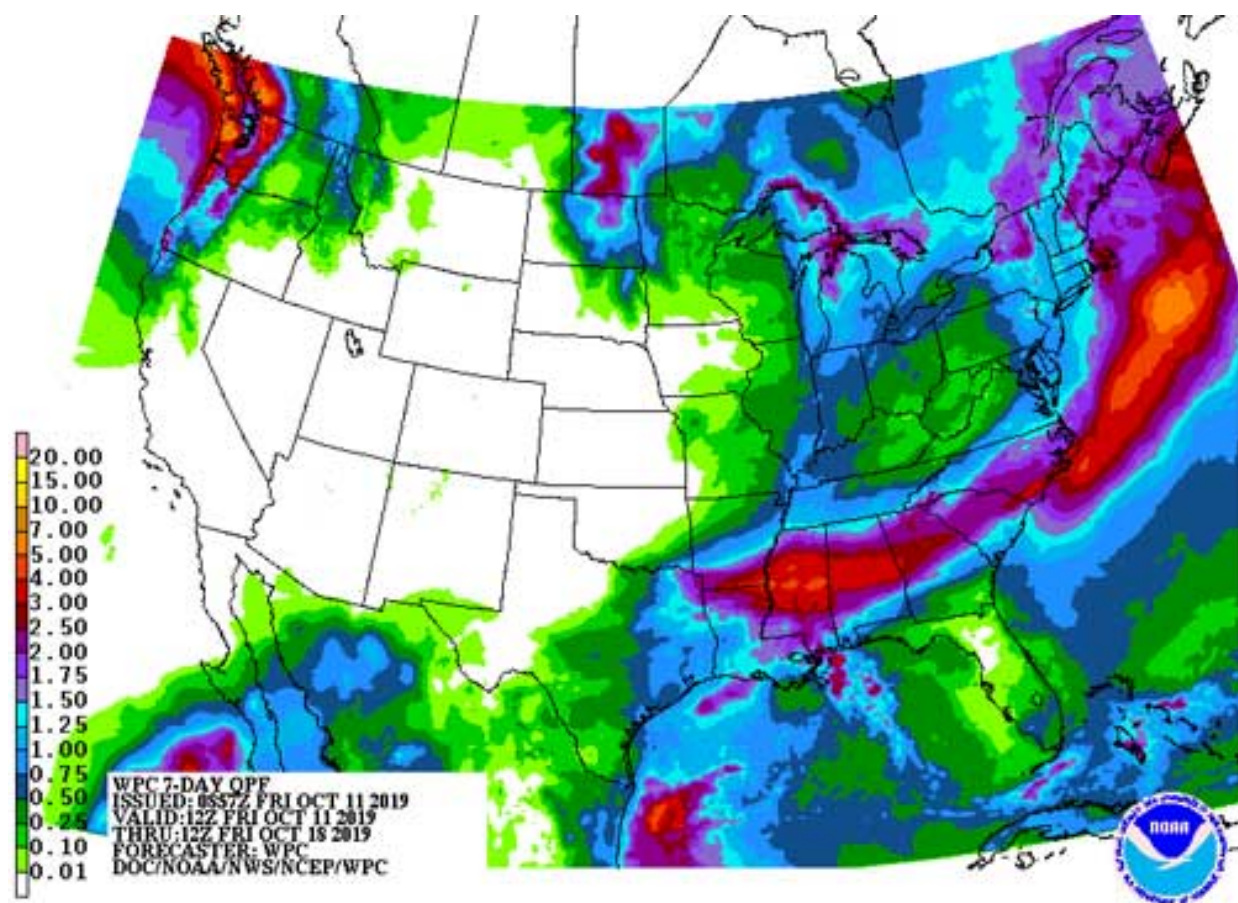 20.00
15.00
10.00
7.00
5.00
4.00
3.00
2.50
2.00
1.75
1.50
1.25
1.00
0.75
0.50
0.25
0.10
0.01
WPC 7-DAY QPF
ISSUED: 0857Z FRI OCT 11 2019
VALID: 12Z FRI OCT 11 2019
THRU: 12Z FRI OCT 18 2019
FORECASTER: WPC
DOC/NOAA/NWS/NCEP/WPC
NOAA